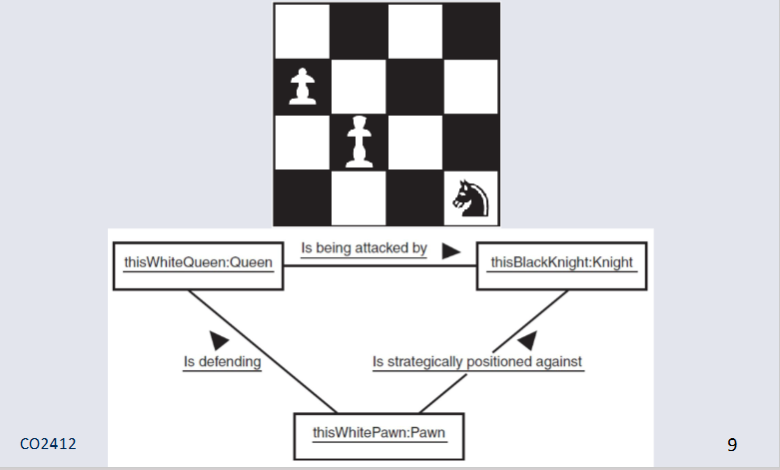 Is being attacked by
thisWhiteQueen:Queen
thisBlackKnight:Knight
Is defending
Is strategically positioned against
thisWhitePawn:Pawn
CO2412
9